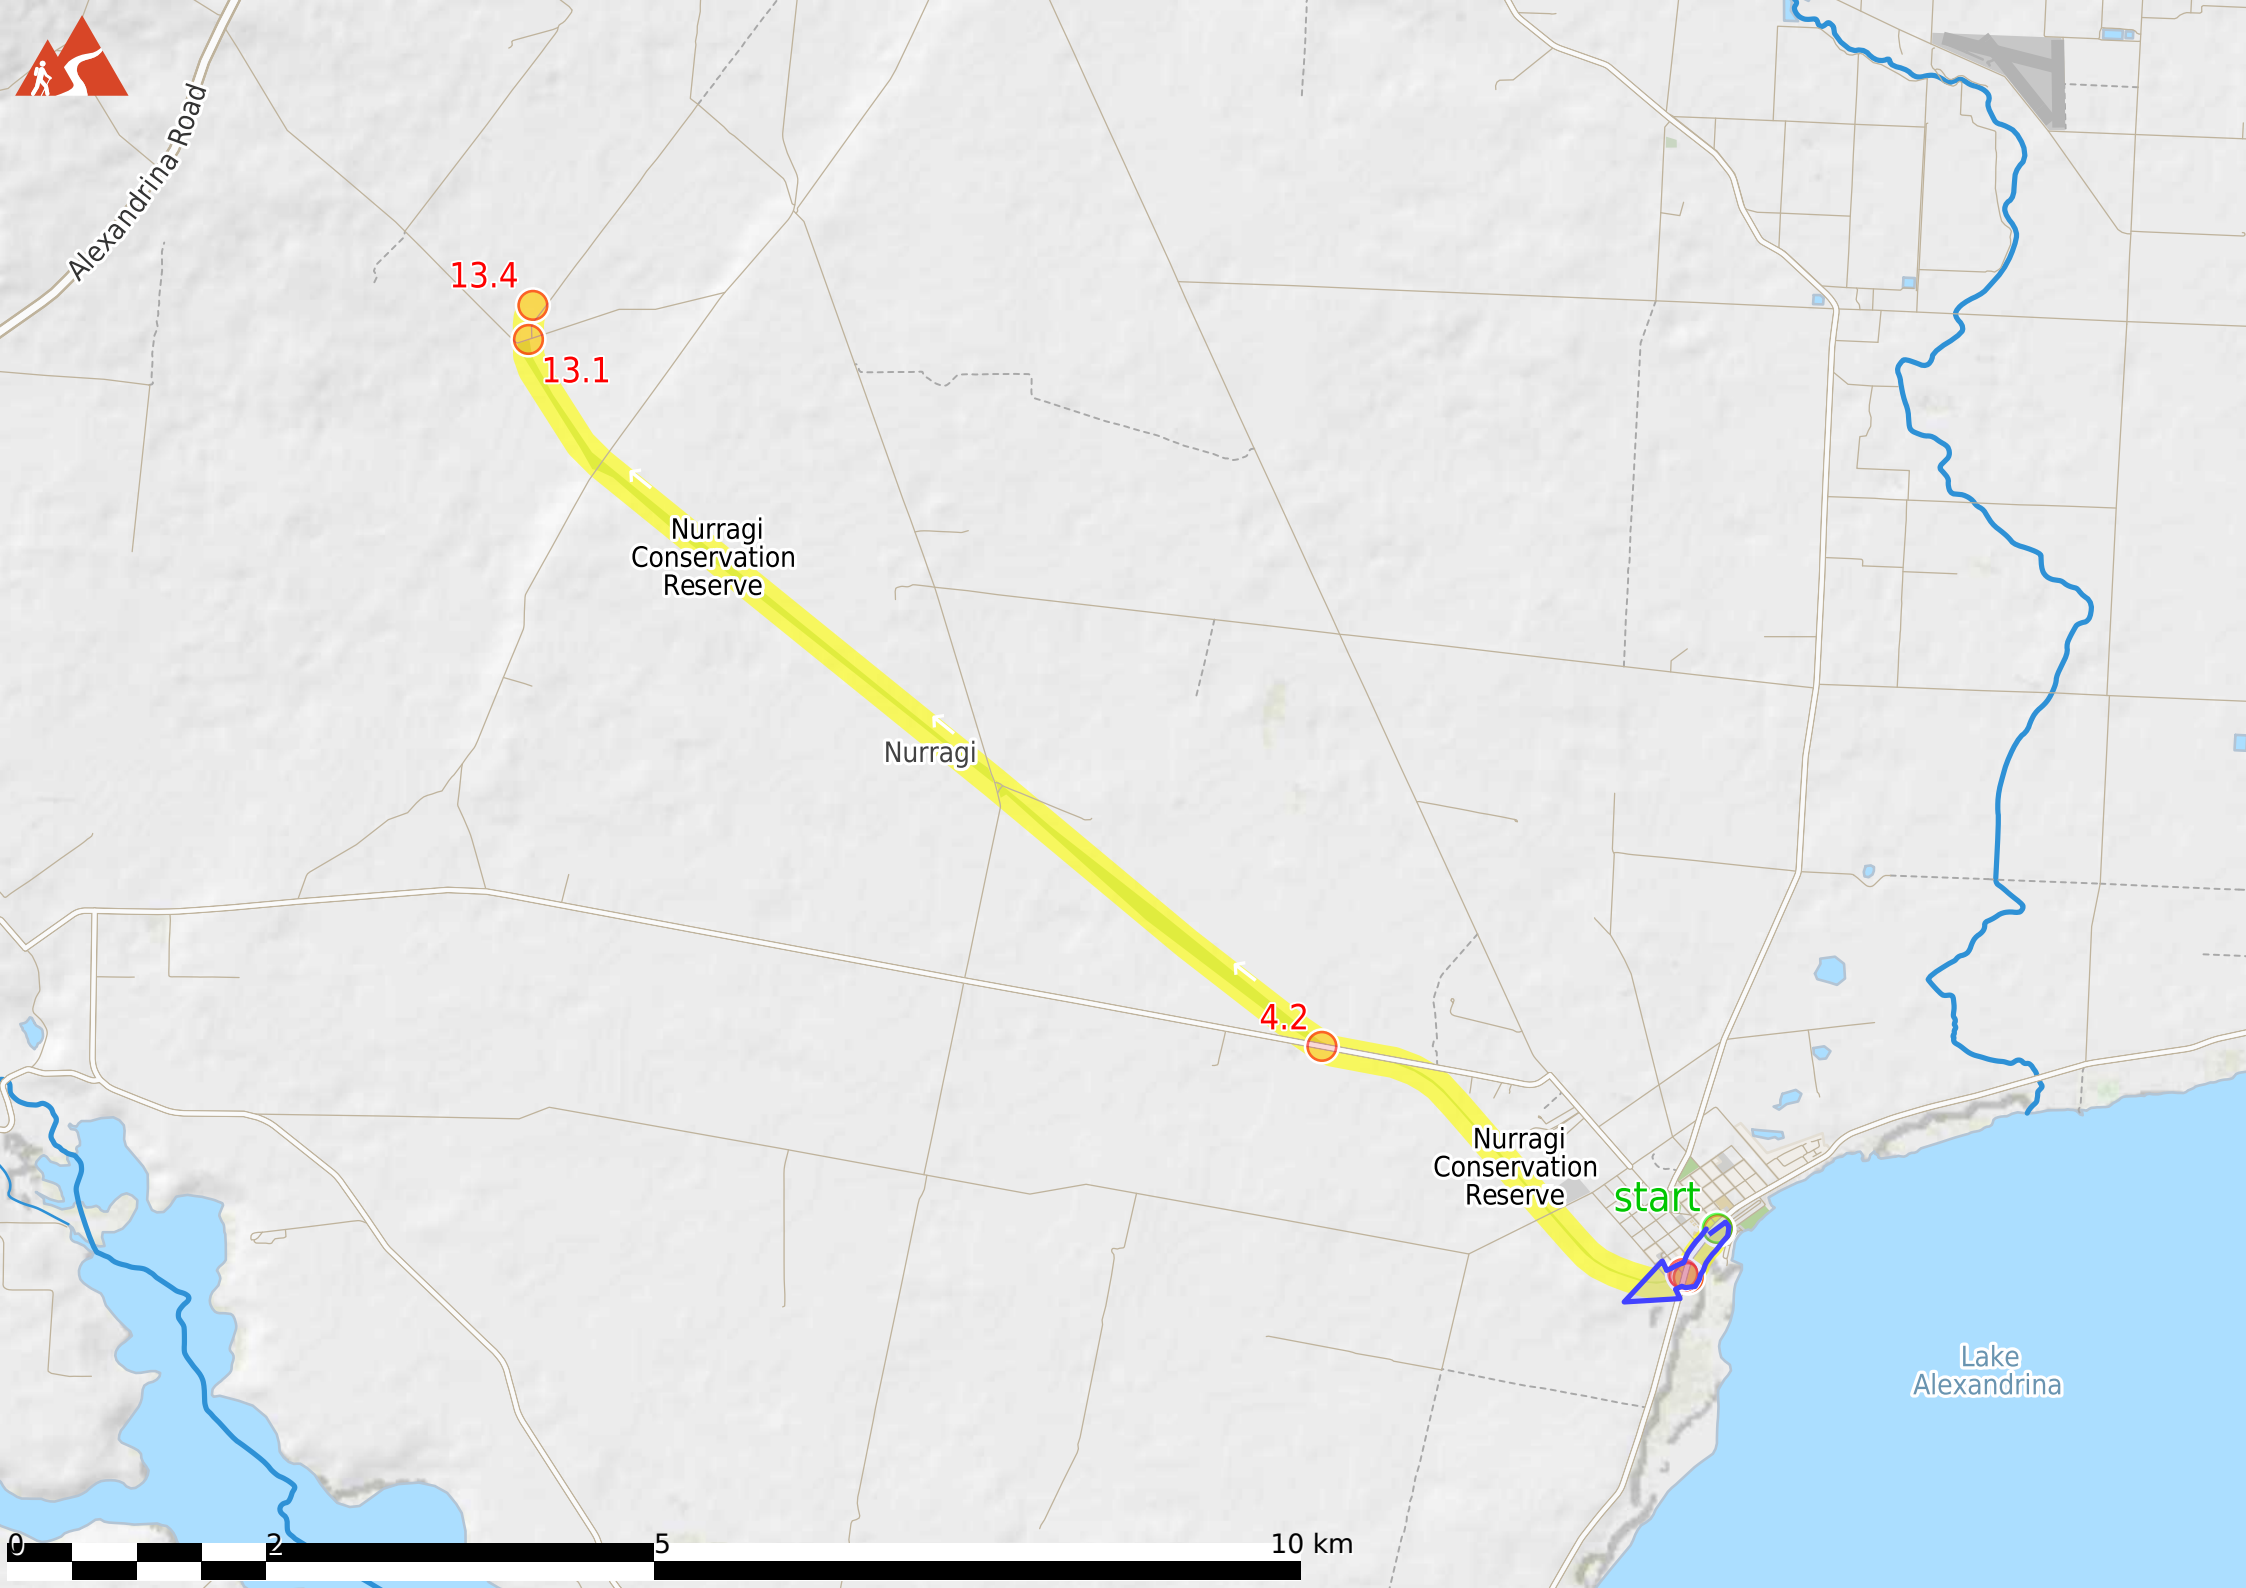 Alexandrina Road
13.4
13.1
Nurragi
Conservation
Reserve
Nurragi
4.2
Nurragi
Conservation
Reserve
start
Lake
Alexandrina
0
2
5
10 km